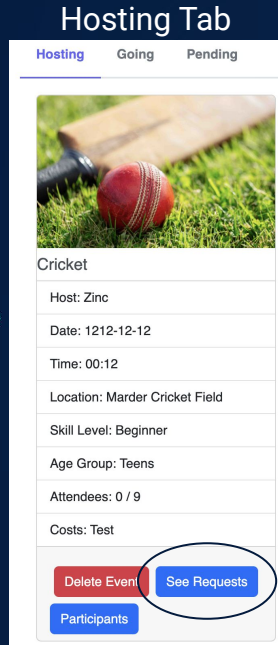 Hosting Tab
Hosting Going Pending
Cricket
Host: Zinc
Date: 1212-12-12
Time: 00:12
Location: Marder Cricket Field
Skill Level: Beginner
Age Group: Teens
Attendees: 0 / 9
Costs: Test
Delete Event See Requests
Participants